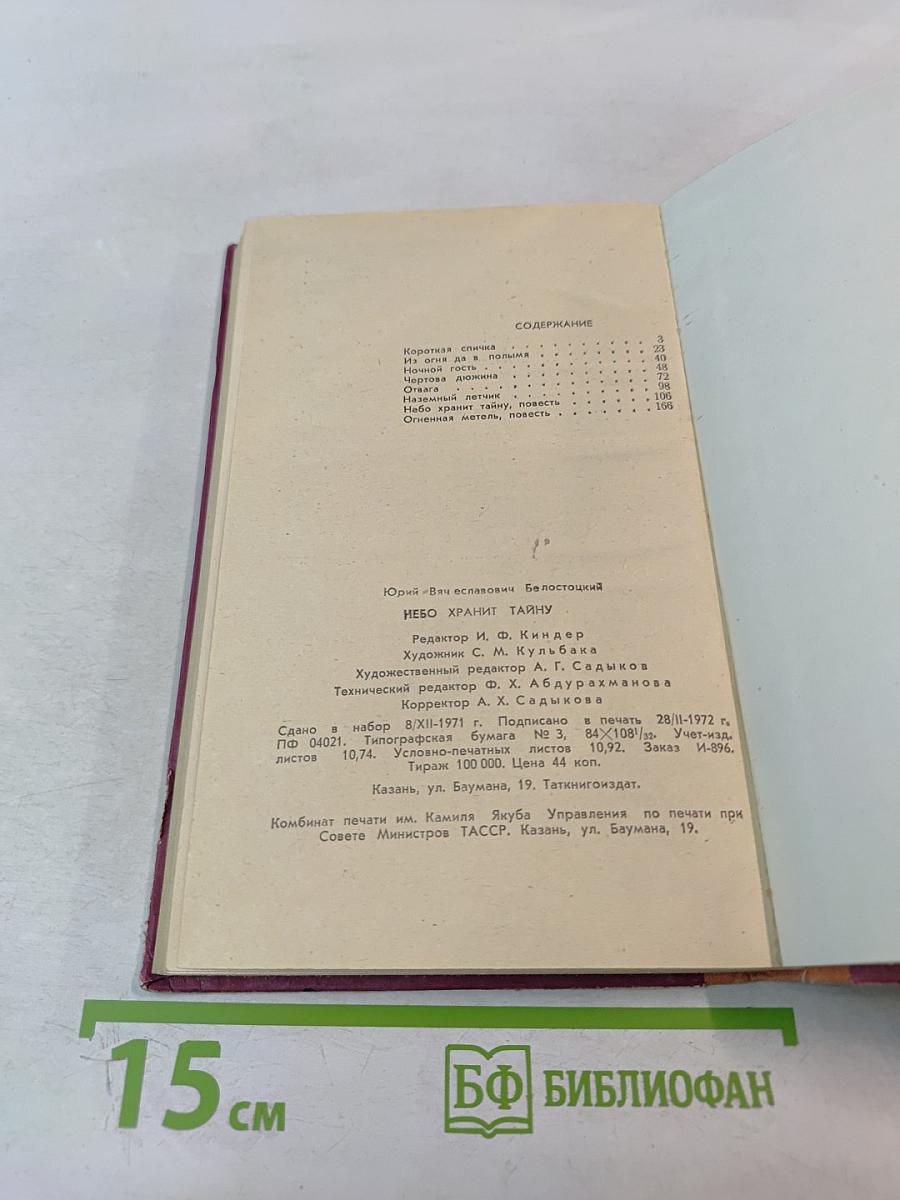 СОДЕРЖАНИЕ
Короткая спичка . . . . . . . . . . 3
Из огня да в полымя . . . . . . . . 23
Ночной гость . . . . . . . . . . 40
Чертова дюжина . . . . . . . . . 48
Отвага . . . . . . . . . . . 72
Наземный летчик . . . . . . . . . 98
Небо хранит тайну, повесть . . . . . . 106
Огненная метель, повесть . . . . . . 166
Юрий Вячеславович Белостоцкий
НЕБО ХРАНИТ ТАЙНУ
Редактор И. Ф. Киндер
Художник С. М. Кульбака
Художественный редактор А. Г. Садыков
Технический редактор Ф. Х. Абдурахманова
Корректор А. Х. Садыкова
Сдано в набор 8/XII-1971 г. Подписано в печать 28/II-1972 г.
ПФ 04021. Типографская бумага № 3, 84×108¹/₃₂. Учет-изд.
листов 10,74. Условно-печатных листов 10,92. Заказ И-896.
Тираж 100 000. Цена 44 коп.
Казань, ул. Баумана, 19. Таткнигоиздат.
Комбинат печати им. Камиля Якуба Управления по печати при
Совете Министров ТАССР. Казань, ул. Баумана, 19.
15 см
БФ БИБЛИОФАН